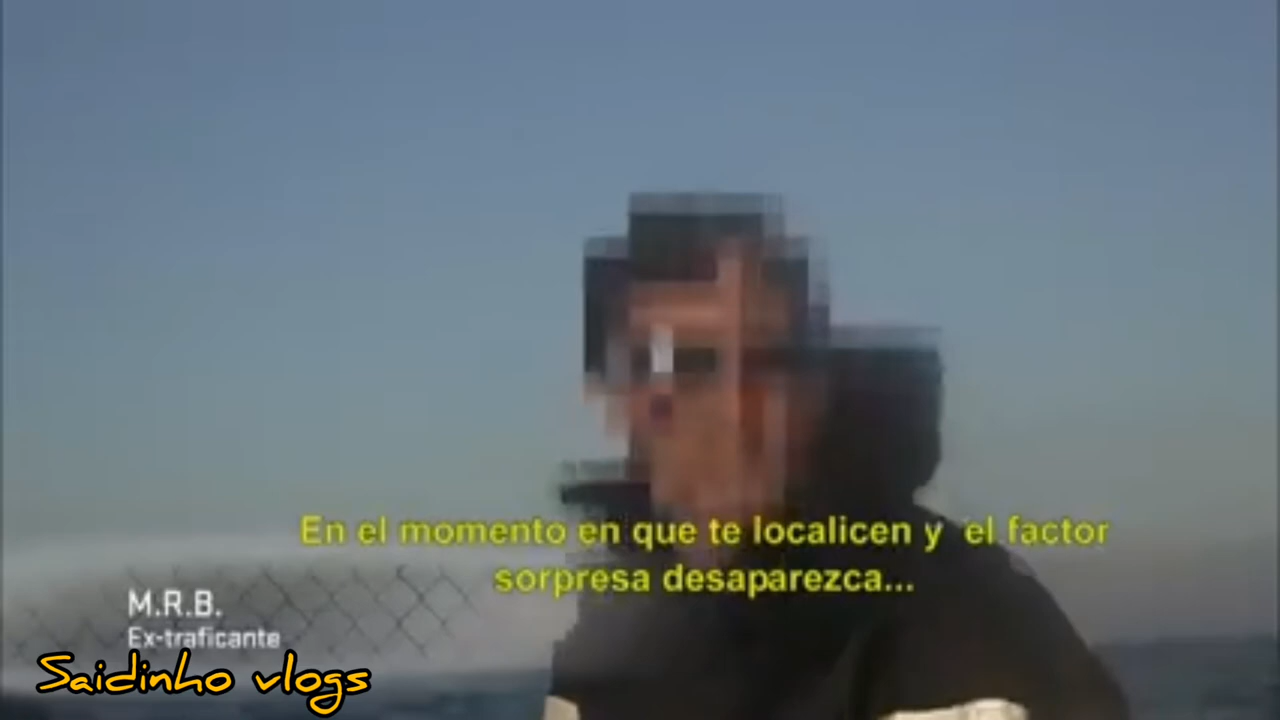 En el momento en que te localicen y el factor
sorpresa desaparezca...
M.R.B.
Ex-traficante
Saidinho vlogs